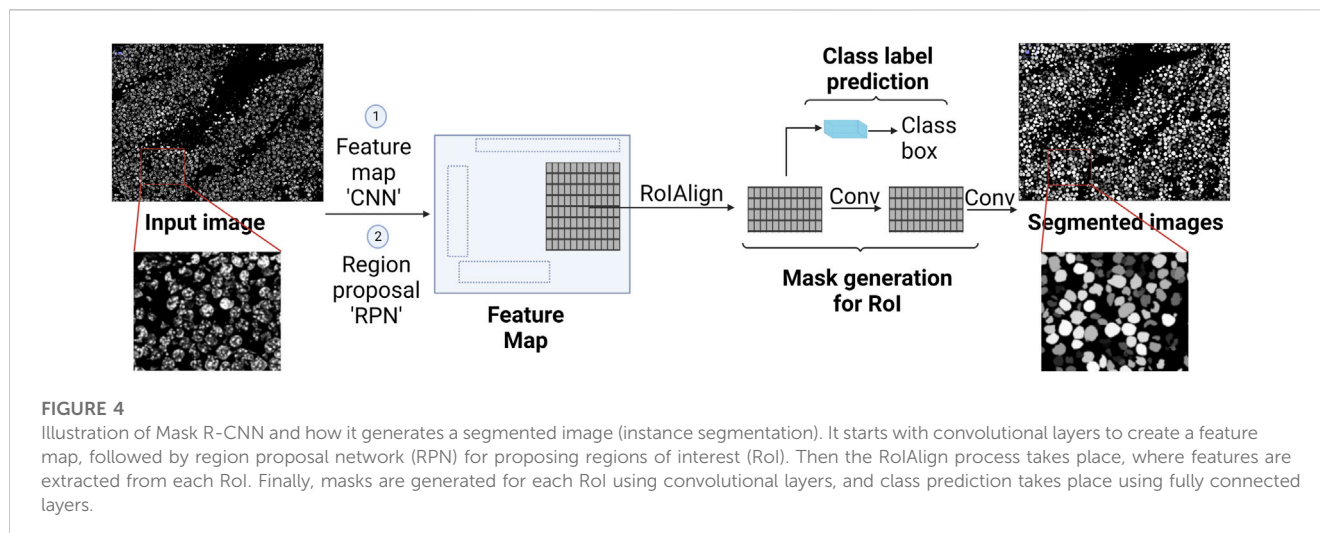 Input image
1
Feature
map
'CNN'
2
Region
proposal
'RPN'
Feature
Map
RoIAlign
Class label
prediction
Class
box
Conv
Conv
Mask generation
for RoI
Segmented images
FIGURE 4
Illustration of Mask R-CNN and how it generates a segmented image (instance segmentation). It starts with convolutional layers to create a feature
map, followed by region proposal network (RPN) for proposing regions of interest (RoI). Then the RoIAlign process takes place, where features are
extracted from each RoI. Finally, masks are generated for each RoI using convolutional layers, and class prediction takes place using fully connected
layers.